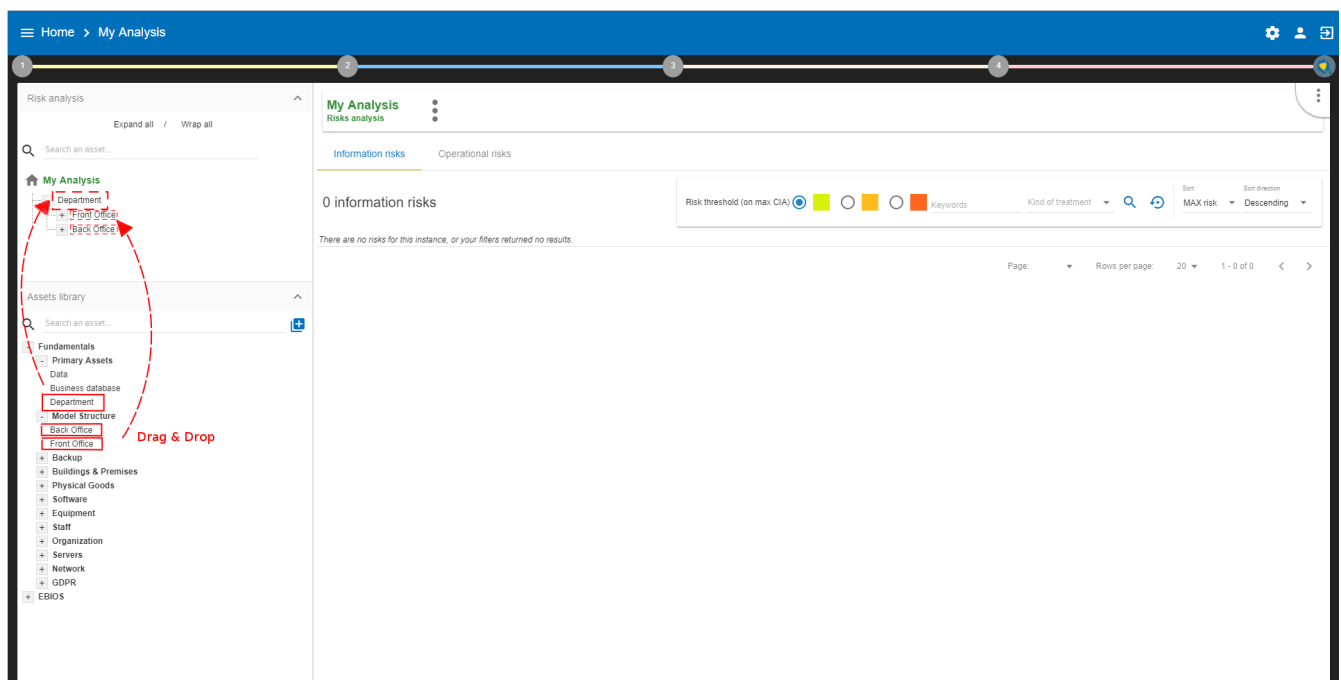 Home > My Analysis
1 2 3 4
Risk analysis
Expand all / Wrap all
Search an asset...
My Analysis
Department
+ Front Office
+ Back Office
Assets library
Search an asset...
- Fundamentals
- Primary Assets
Data
Business database
Department
- Model Structure
Back Office
Front Office
Drag & Drop
+ Backup
+ Buildings & Premises
+ Physical Goods
+ Software
+ Equipment
+ Staff
+ Organization
+ Servers
+ Network
+ GDPR
+ EBIOS
My Analysis
Risks analysis
Information risks Operational risks
0 information risks
Risk threshold (on max CIA) Keywords Kind of treatment
Sort Sort direction
MAX risk Descending
There are no risks for this instance, or your filters returned no results.
Page: Rows per page: 20 1 - 0 of 0 < >